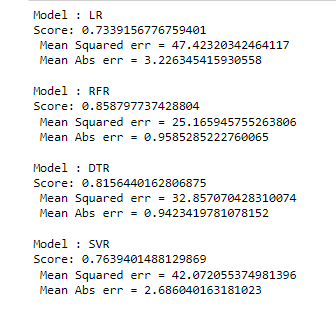 Model : LR
Score: 0.7339156776759401
Mean Squared err = 47.42320342464117
Mean Abs err = 3.226345415930558
Model : RFR
Score: 0.858797737428804
Mean Squared err = 25.165945755263806
Mean Abs err = 0.9585285222760065
Model : DTR
Score: 0.8156440162806875
Mean Squared err = 32.857070428310074
Mean Abs err = 0.9423419781078152
Model : SVR
Score: 0.7639401488129869
Mean Squared err = 42.072055374981396
Mean Abs err = 2.686040163181023